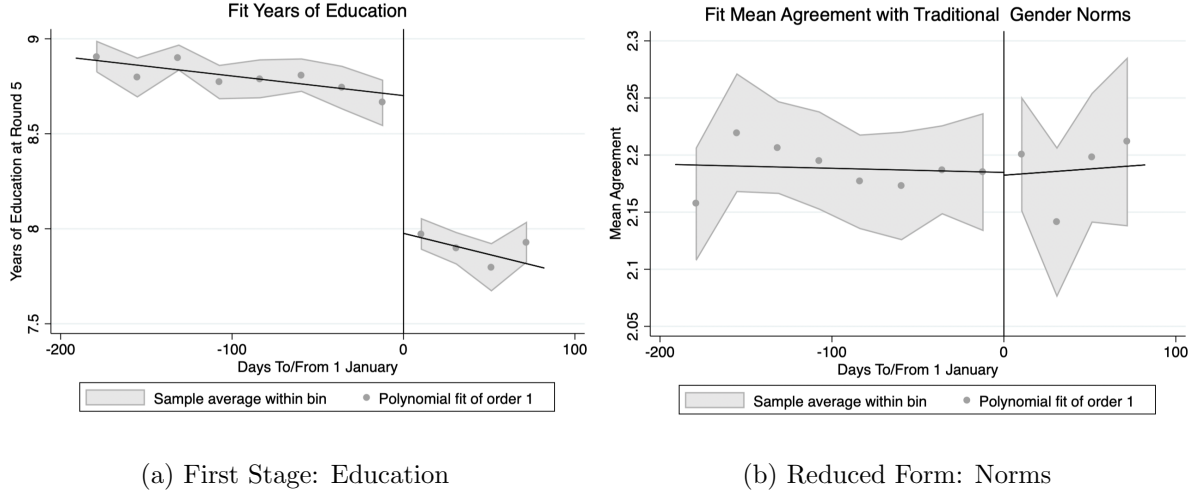 Fit Years of Education
Years of Education at Round 5
9
8.5
8
7.5
-200
-100
0
100
Days To/From 1 January
Sample average within bin
Polynomial fit of order 1
(a) First Stage: Education
Fit Mean Agreement with Traditional Gender Norms
Mean Agreement
2.3
2.25
2.2
2.15
2.1
2.05
-200
-100
0
100
Days To/From 1 January
Sample average within bin
Polynomial fit of order 1
(b) Reduced Form: Norms